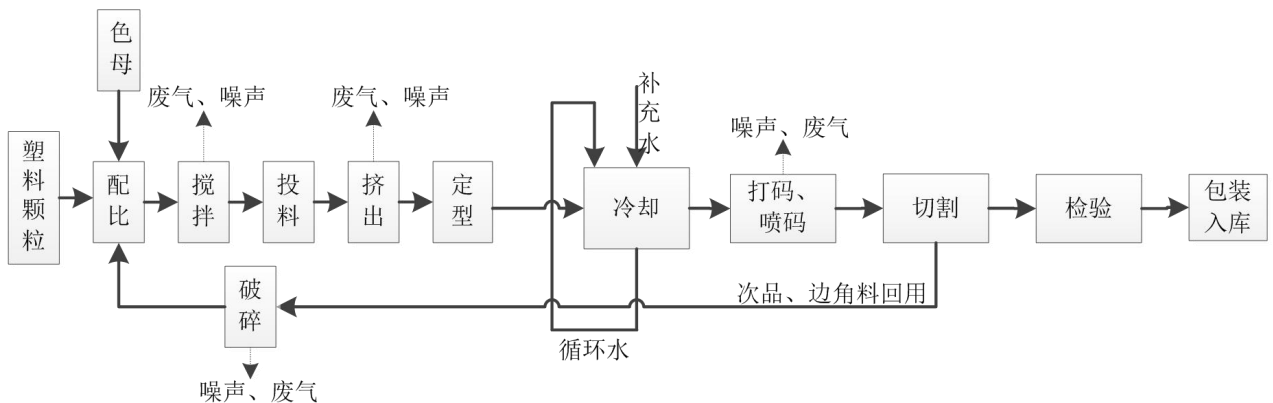 色
母
废气、噪声
废气、噪声
补
充
水
噪声、废气
塑
料
颗
粒
配
比
搅
拌
投
料
挤
出
定
型
冷却
打码、
喷码
切割
检验
包装
入库
破
碎
次品、边角料回用
循环水
噪声、废气